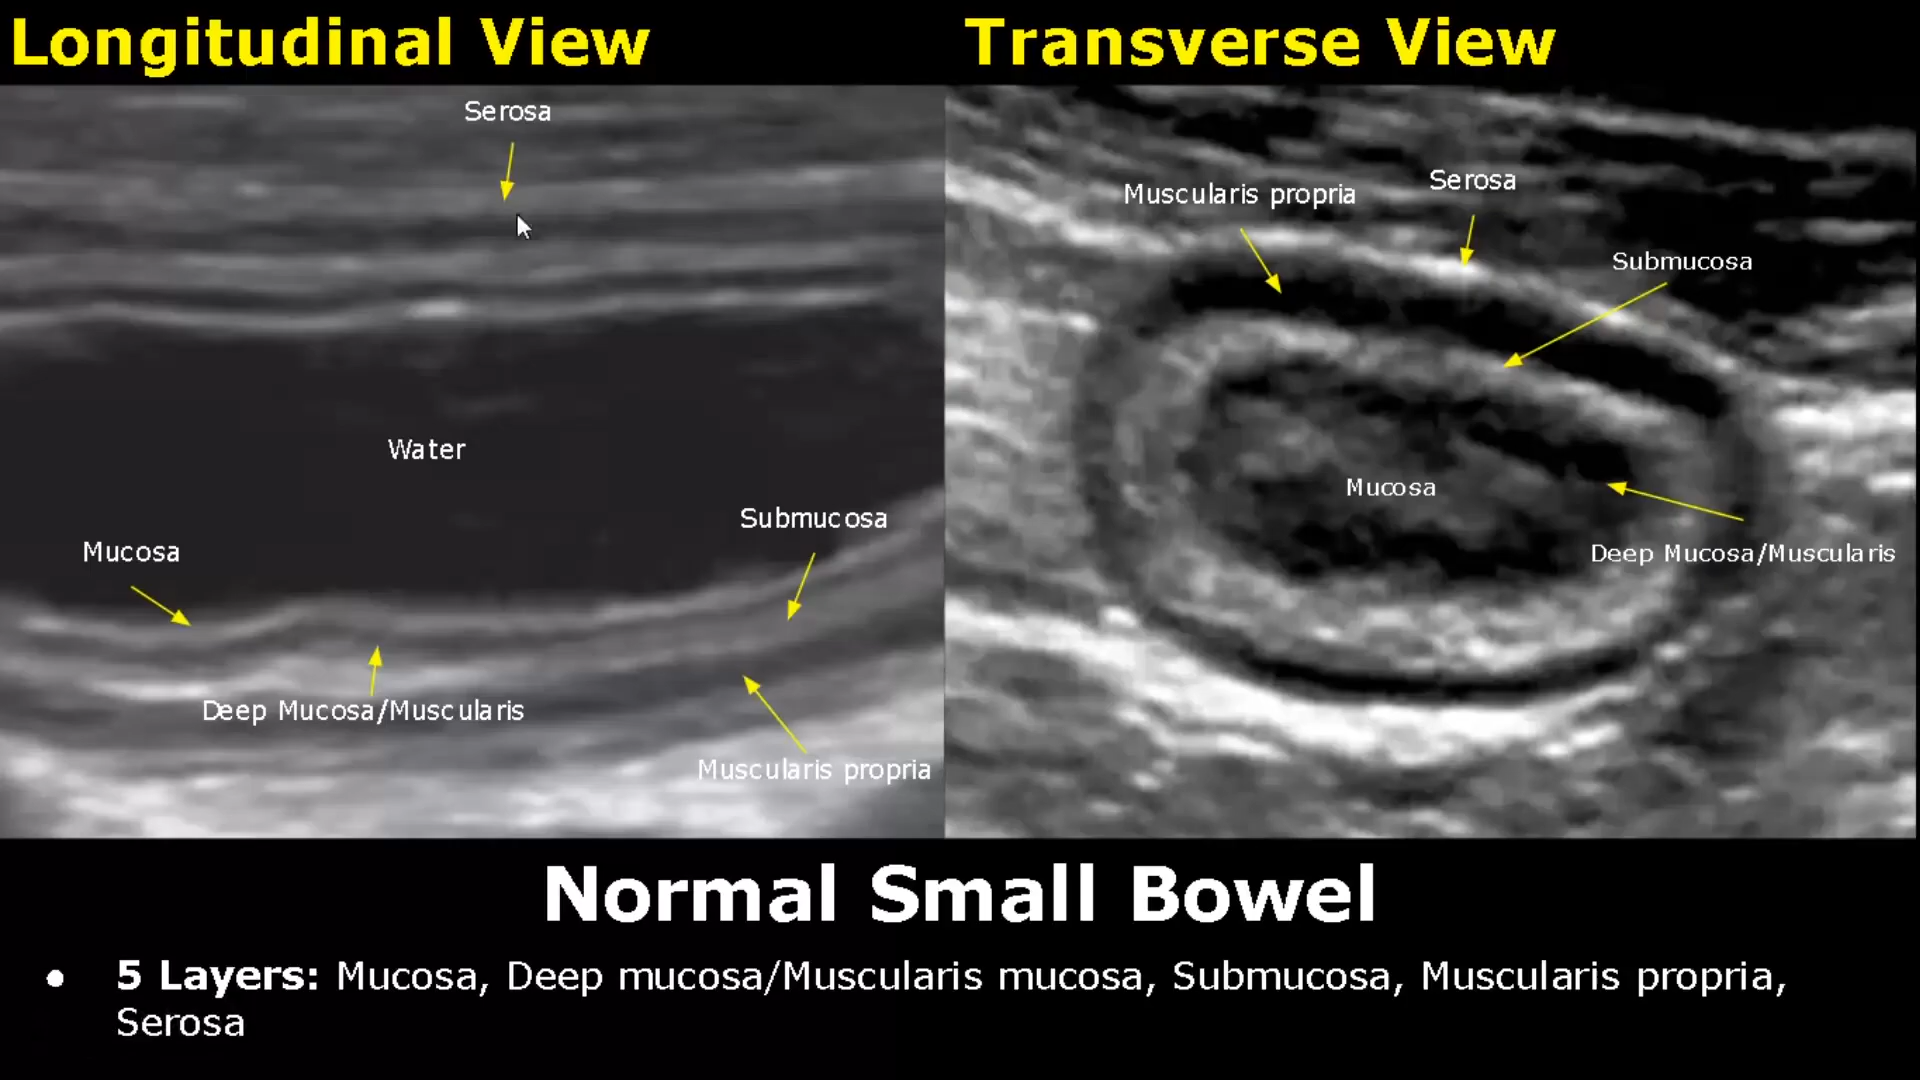 Longitudinal View
Transverse View
Serosa
Water
Mucosa
Submucosa
Deep Mucosa/Muscularis
Muscularis propria
Muscularis propria
Serosa
Submucosa
Mucosa
Deep Mucosa/Muscularis
Normal Small Bowel
• 5 Layers: Mucosa, Deep mucosa/Muscularis mucosa, Submucosa, Muscularis propria,
Serosa